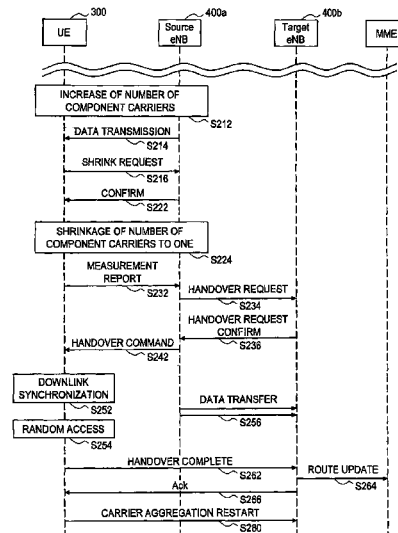 300
400a
400b
UE
Source
eNB
Target
eNB
MME
INCREASE OF NUMBER OF
COMPONENT CARRIERS
S212
DATA TRANSMISSION
S214
SHRINK REQUEST
S216
CONFIRM
S222
SHRINKAGE OF NUMBER OF
COMPONENT CARRIERS TO ONE
S224
MEASUREMENT
REPORT
S232
HANDOVER REQUEST
S234
HANDOVER REQUEST
CONFIRM
S236
HANDOVER COMMAND
S242
DOWNLINK
SYNCHRONIZATION
S252
DATA TRANSFER
S256
RANDOM ACCESS
S254
HANDOVER COMPLETE
S262
ROUTE UPDATE
S264
Ack
S266
CARRIER AGGREGATION RESTART
S280